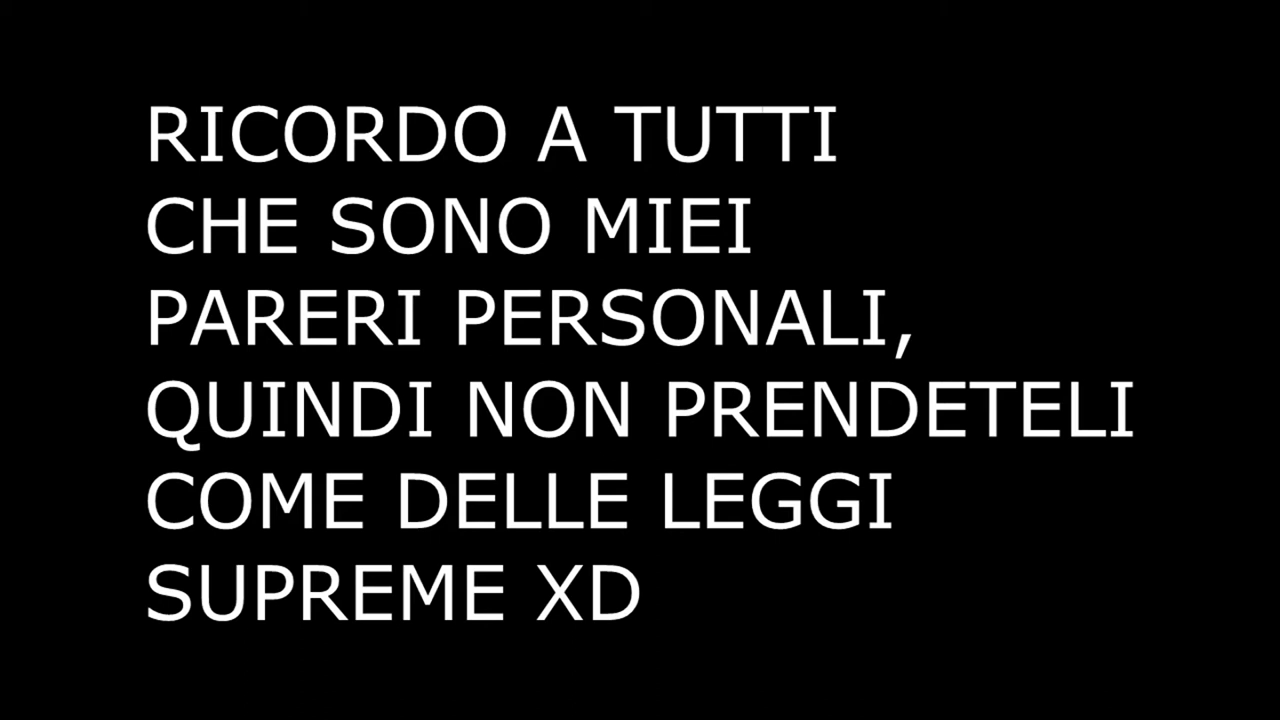 RICORDO A TUTTI
CHE SONO MIEI
PARERI PERSONALI,
QUINDI NON PRENDETELI
COME DELLE LEGGI
SUPREME XD